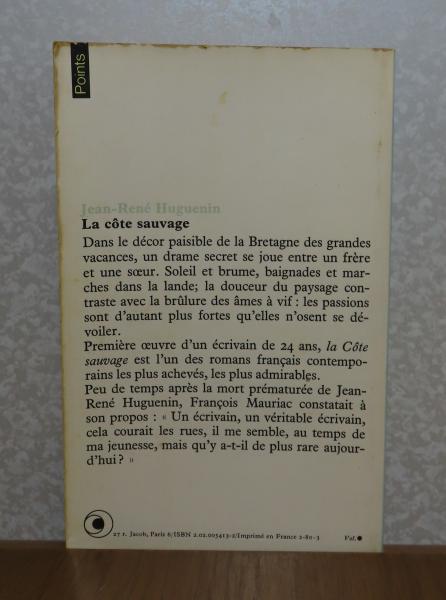 Points
Jean-René Huguenin
La côte sauvage
Dans le décor paisible de la Bretagne des grandes
vacances, un drame secret se joue entre un frère
et une sœur. Soleil et brume, baignades et mar-
ches dans la lande; la douceur du paysage con-
traste avec la brûlure des âmes à vif : les passions
sont d'autant plus fortes qu'elles n'osent se dé-
voiler.
Première œuvre d'un écrivain de 24 ans, la Côte
sauvage est l'un des romans français contempo-
rains les plus achevés, les plus admirables.
Peu de temps après la mort prématurée de Jean-
René Huguenin, François Mauriac constatait à
son propos : « Un écrivain, un véritable écrivain,
cela courait les rues, il me semble, au temps de
ma jeunesse, mais qu'y a-t-il de plus rare aujour-
d'hui? »
27 r. Jacob, Paris 6/ISBN 2.02.005413-2/Imprimé en France 2-80-3
Vol.●